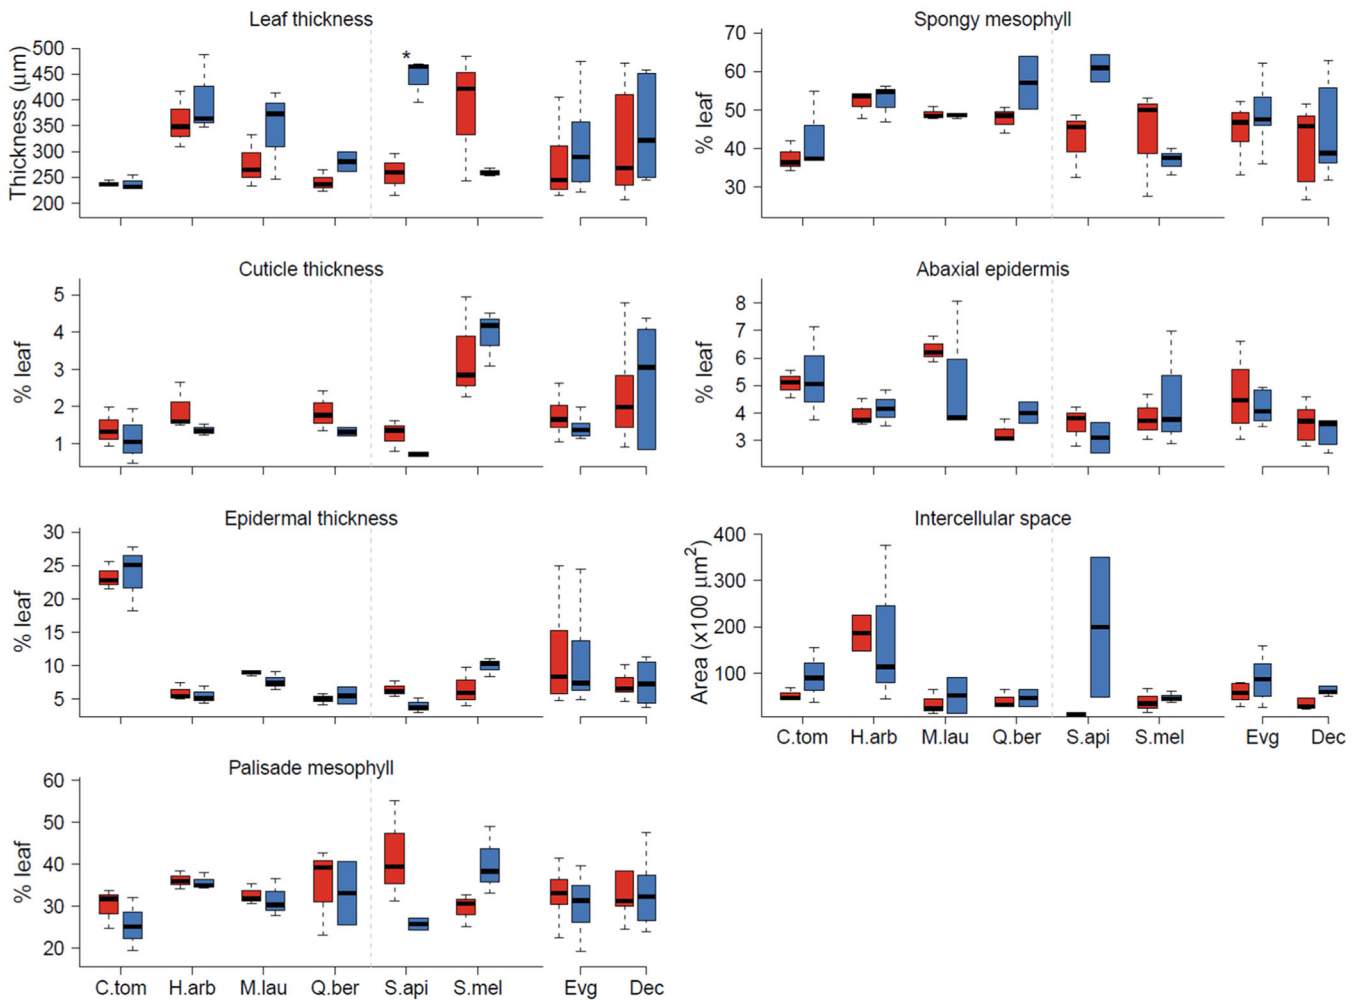 Leaf thickness
Thickness (µm)
500
450
400
350
300
250
200
*
Spongy mesophyll
% leaf
70
60
50
40
30
Cuticle thickness
% leaf
5
4
3
2
1
Abaxial epidermis
% leaf
8
7
6
5
4
3
Epidermal thickness
% leaf
30
25
20
15
10
5
Intercellular space
Area (x100 µm²)
400
300
200
100
C.tom H.arb M.lau Q.ber S.api S.mel Evg Dec
Palisade mesophyll
% leaf
60
50
40
30
20
C.tom H.arb M.lau Q.ber S.api S.mel Evg Dec